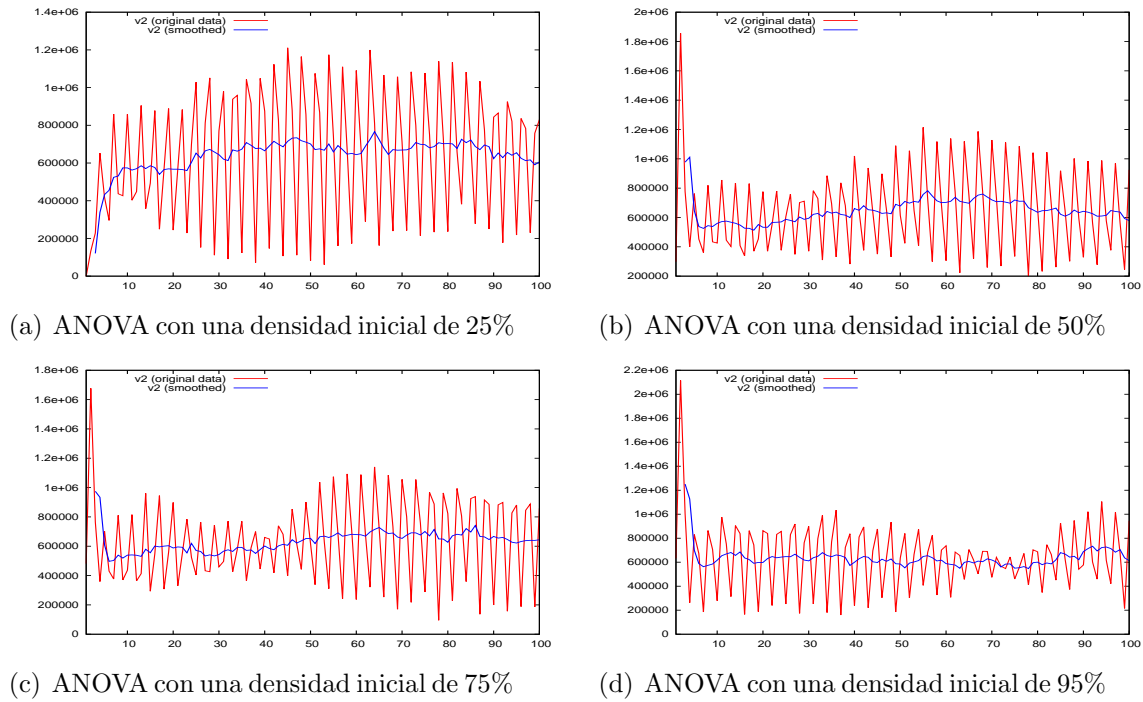 v2 (original data)
v2 (smoothed)
1.4e+06
1.2e+06
1e+06
800000
600000
400000
200000
0
10 20 30 40 50 60 70 80 90 100
(a) ANOVA con una densidad inicial de 25%
v2 (original data)
v2 (smoothed)
2e+06
1.8e+06
1.6e+06
1.4e+06
1.2e+06
1e+06
800000
600000
400000
200000
10 20 30 40 50 60 70 80 90 100
(b) ANOVA con una densidad inicial de 50%
v2 (original data)
v2 (smoothed)
1.8e+06
1.6e+06
1.4e+06
1.2e+06
1e+06
800000
600000
400000
200000
0
10 20 30 40 50 60 70 80 90 100
(c) ANOVA con una densidad inicial de 75%
v2 (original data)
v2 (smoothed)
2.2e+06
2e+06
1.8e+06
1.6e+06
1.4e+06
1.2e+06
1e+06
800000
600000
400000
200000
0
10 20 30 40 50 60 70 80 90 100
(d) ANOVA con una densidad inicial de 95%